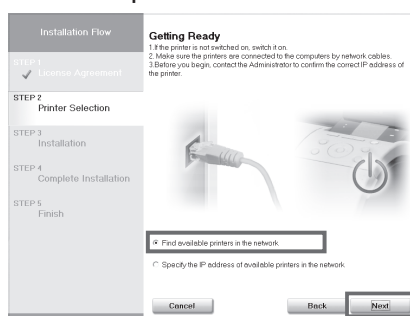 Installation Flow
STEP 1
License Agreement
STEP 2
Printer Selection
STEP 3
Installation
STEP 4
Complete Installation
STEP 5
Finish
Getting Ready
1.If the printer is not switched on, switch it on.
2. Make sure the printers are connected to the computers by network cables.
3.Before you begin, contact the Administrator to confirm the correct IP address of
the printer.
Find available printers in the network
Specify the IP address of available printers in the network
Cancel
Back
Next